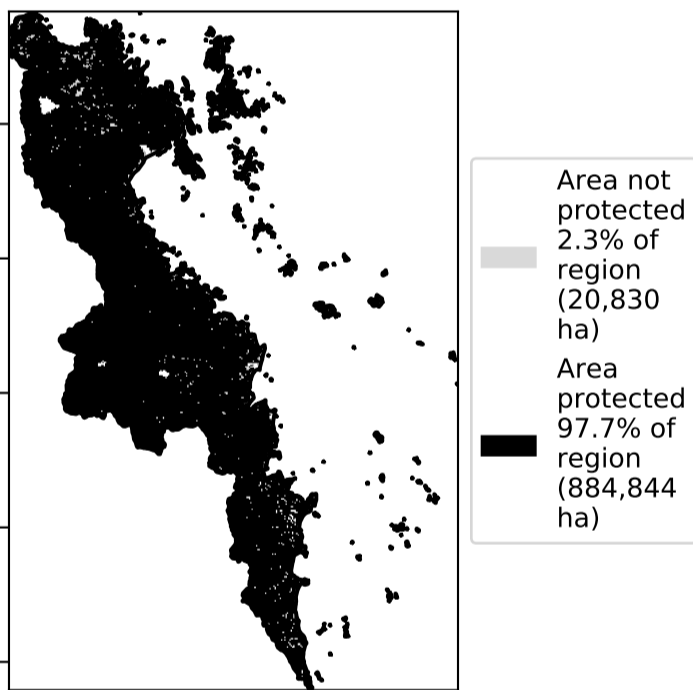 Area not
protected
2.3% of
region
(20,830
ha)
Area
protected
97.7% of
region
(884,844
ha)